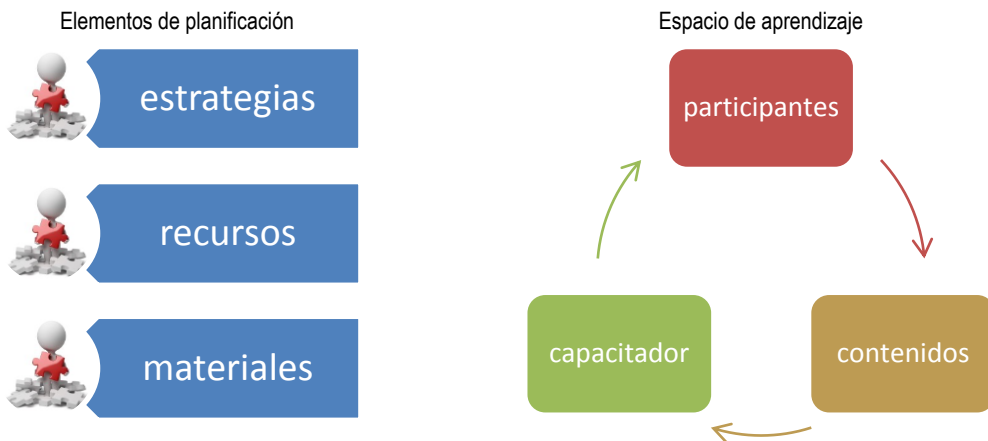 Elementos de planificación
estrategias
recursos
materiales
Espacio de aprendizaje
participantes
contenidos
capacitador